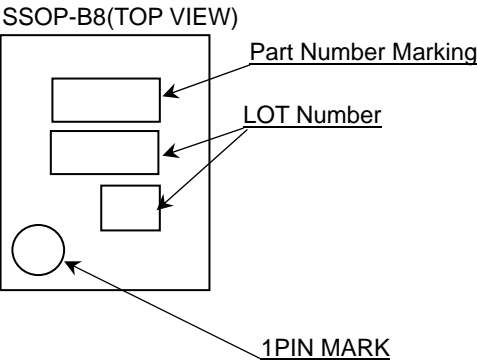 SSOP-B8(TOP VIEW)
Part Number Marking
LOT Number
1PIN MARK